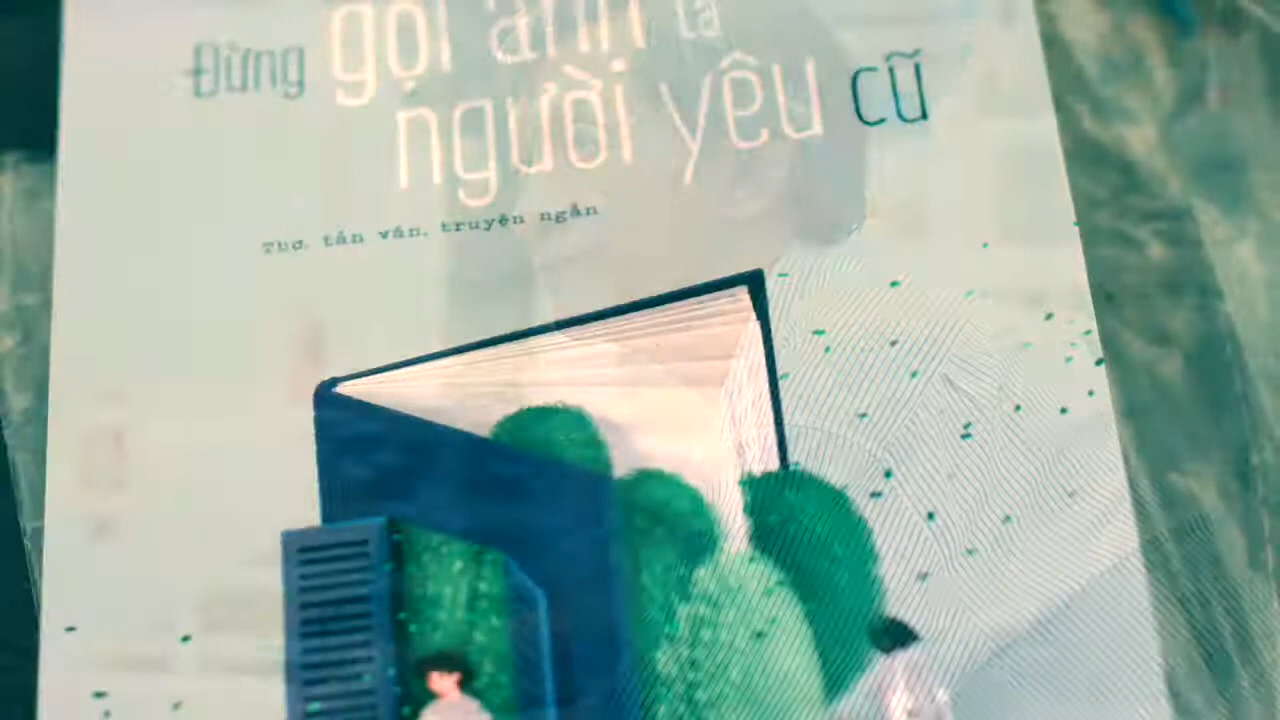 Đừng gọi anh là
người yêu cũ
Thơ, tản văn, truyện ngắn